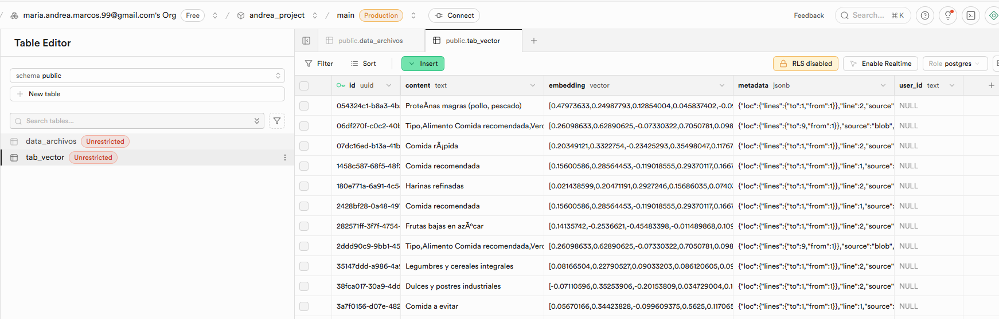 / maria.andrea.marcos.99@gmail.com's Org Free / andrea_project / main Production Connect Feedback Search... ⌘ K
Table Editor
public.data_archivos public.tab_vector +
Filter Sort Insert RLS disabled Enable Realtime Role postgres
schema public
+ New table
Search tables...
data_archivos Unrestricted
tab_vector Unrestricted
id uuid content text embedding vector metadata jsonb user_id text +
054324c1-b8a3-4b ProteÃnas magras (pollo, pescado) [0.47973633,0.24987793,0.12854004,0.045837402,-0.09 {"loc":{"lines":{"to":1,"from":1}},"line":2,"source" NULL
06df270f-c0c2-40b Tipo,Alimento Comida recomendada,Verd [0.26098633,0.62890625,-0.07330322,0.7050781,0.098 {"loc":{"lines":{"to":9,"from":1}},"source":"blob", NULL
07dc16ed-b13a-41b Comida rÃ¡pida [0.20349121,0.3322754,-0.23425293,0.35498047,0.11767 {"loc":{"lines":{"to":1,"from":1}},"line":2,"source" NULL
1458c587-68f5-48f Comida recomendada [0.15600586,0.28564453,-0.119018555,0.29370117,0.1667 {"loc":{"lines":{"to":1,"from":1}},"line":1,"source": NULL
180e771a-6a91-4c5 Harinas refinadas [0.021438599,0.20471191,0.2927246,0.15686035,0.0740 {"loc":{"lines":{"to":1,"from":1}},"line":2,"source" NULL
2428bf28-0a48-49 Comida recomendada [0.15600586,0.28564453,-0.119018555,0.29370117,0.1667 {"loc":{"lines":{"to":1,"from":1}},"line":1,"source": NULL
282571ff-3f7f-4754- Frutas bajas en azÃºcar [0.14135742,-0.2536621,-0.45483398,-0.011489868,0.109 {"loc":{"lines":{"to":1,"from":1}},"line":2,"source" NULL
2ddd90c9-9bb1-45 Tipo,Alimento Comida recomendada,Verd [0.26098633,0.62890625,-0.07330322,0.7050781,0.098 {"loc":{"lines":{"to":9,"from":1}},"source":"blob", NULL
35147ddd-a986-4a Legumbres y cereales integrales [0.08166504,0.22790527,0.09033203,0.086120605,0.09 {"loc":{"lines":{"to":1,"from":1}},"line":2,"source" NULL
38fca017-30a9-4dd Dulces y postres industriales [-0.07110596,0.35253906,-0.20153809,0.034729004,0.1 {"loc":{"lines":{"to":1,"from":1}},"line":2,"source" NULL
3a7f0156-d07e-482 Comida a evitar [0.05670166,0.34423828,-0.099609375,0.5625,0.117065 {"loc":{"lines":{"to":1,"from":1}},"line":1,"source": NULL